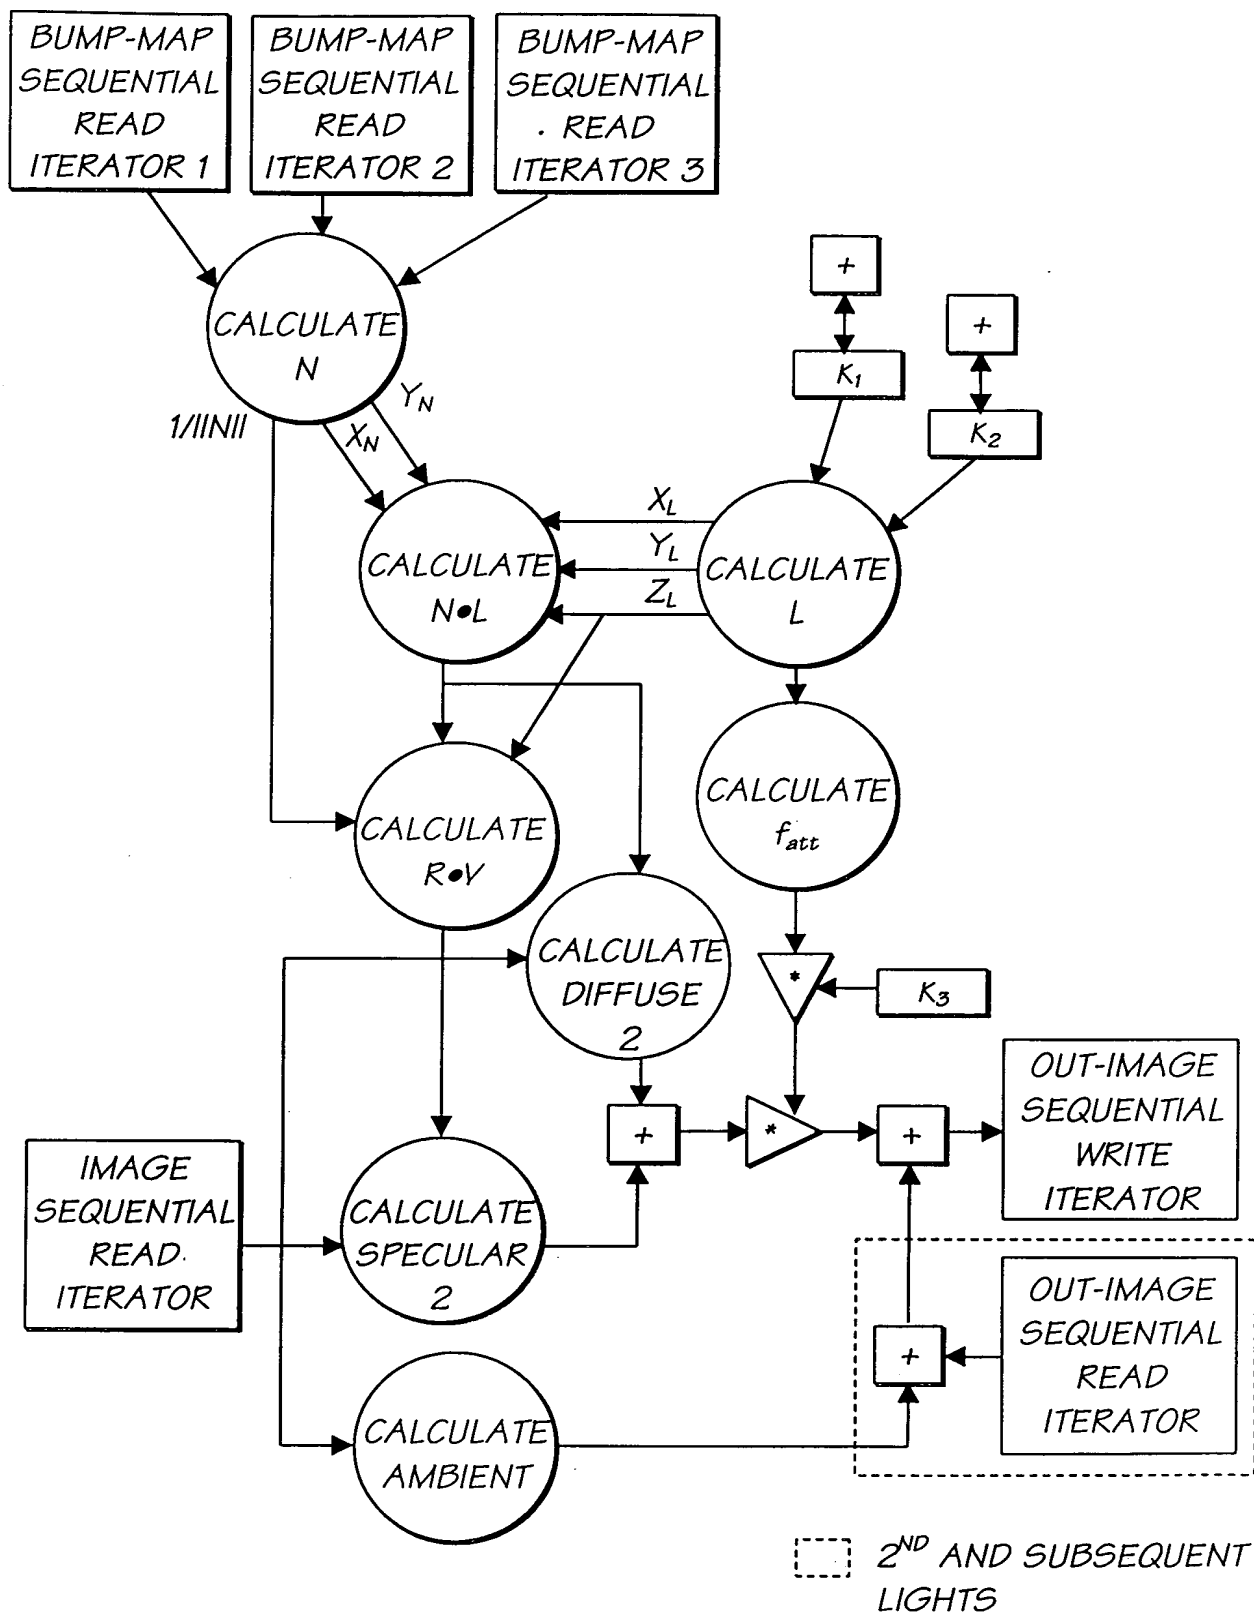 BUMP-MAP
SEQUENTIAL
READ
ITERATOR 1
BUMP-MAP
SEQUENTIAL
READ
ITERATOR 2
BUMP-MAP
SEQUENTIAL
READ
ITERATOR 3
+
+
CALCULATE
N
K1
K2
1/||N||
XN
YN
XL
YL
ZL
CALCULATE
N•L
CALCULATE
L
CALCULATE
R•V
CALCULATE
fatt
CALCULATE
DIFFUSE
2
*
K3
+
*
+
OUT-IMAGE
SEQUENTIAL
WRITE
ITERATOR
IMAGE
SEQUENTIAL
READ
ITERATOR
CALCULATE
SPECULAR
2
+
OUT-IMAGE
SEQUENTIAL
READ
ITERATOR
CALCULATE
AMBIENT
2ND AND SUBSEQUENT
LIGHTS